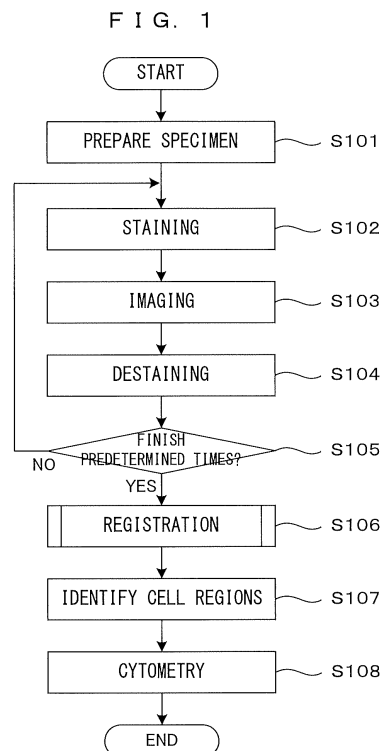 FIG. 1
START
PREPARE SPECIMEN S101
STAINING S102
IMAGING S103
DESTAINING S104
FINISH
PREDETERMINED TIMES? S105
NO
YES
REGISTRATION S106
IDENTIFY CELL REGIONS S107
CYTOMETRY S108
END